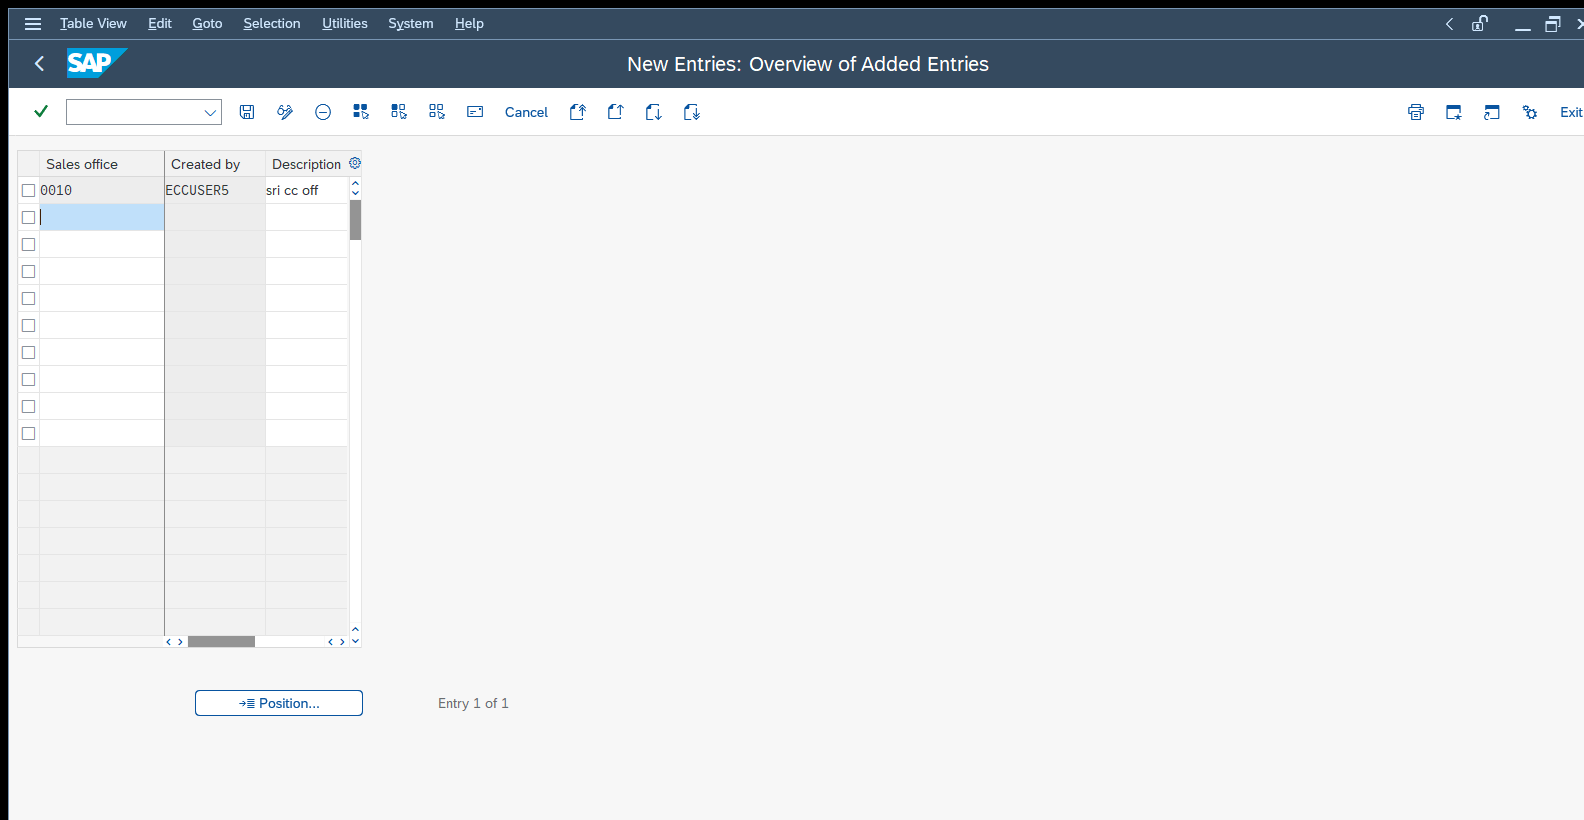 Table View Edit Goto Selection Utilities System Help
SAP New Entries: Overview of Added Entries
Cancel Exit
Sales office Created by Description
0010 ECCUSER5 sri cc off
Position... Entry 1 of 1